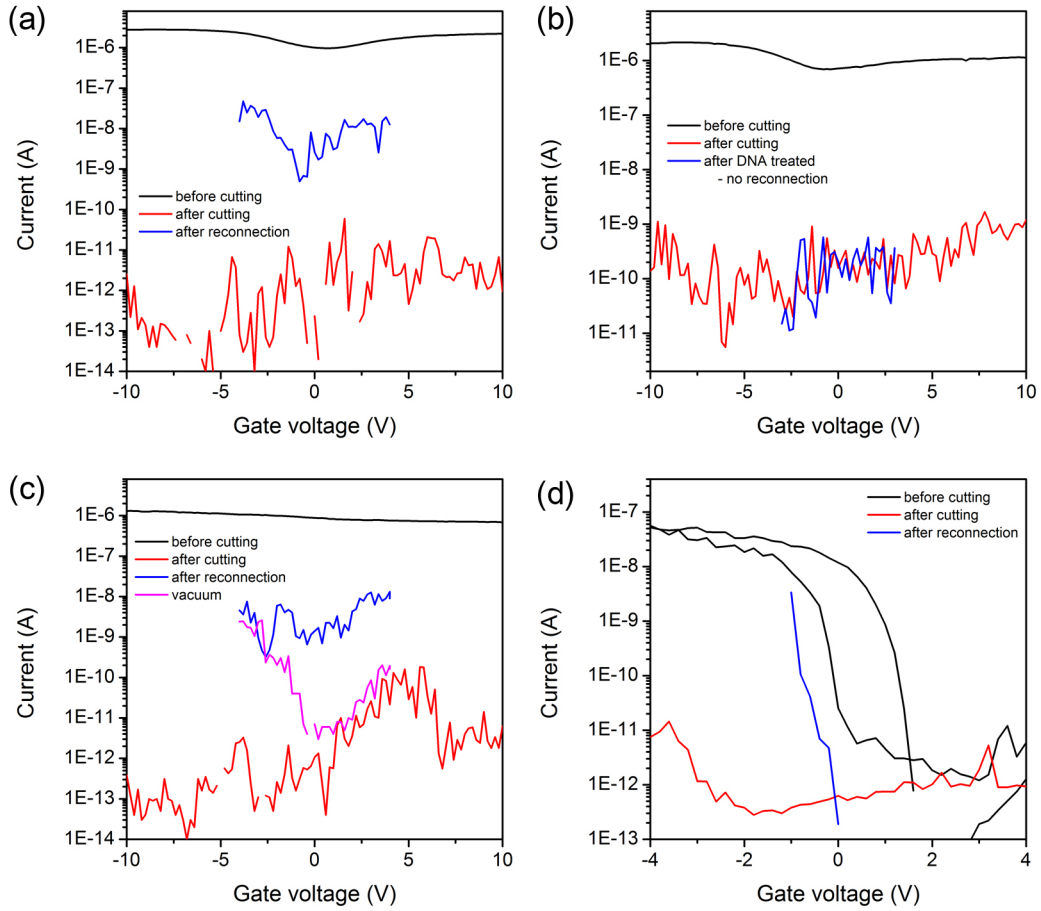 (a)
1E-6
1E-7
1E-8
1E-9
1E-10
1E-11
1E-12
1E-13
1E-14
Current (A)
before cutting
after cutting
after reconnection
-10 -5 0 5 10
Gate voltage (V)
(b)
1E-6
1E-7
1E-8
1E-9
1E-10
1E-11
Current (A)
before cutting
after cutting
after DNA treated
- no reconnection
-10 -5 0 5 10
Gate voltage (V)
(c)
1E-6
1E-7
1E-8
1E-9
1E-10
1E-11
1E-12
1E-13
1E-14
Current (A)
before cutting
after cutting
after reconnection
vacuum
-10 -5 0 5 10
Gate voltage (V)
(d)
1E-7
1E-8
1E-9
1E-10
1E-11
1E-12
1E-13
Current (A)
before cutting
after cutting
after reconnection
-4 -2 0 2 4
Gate voltage (V)